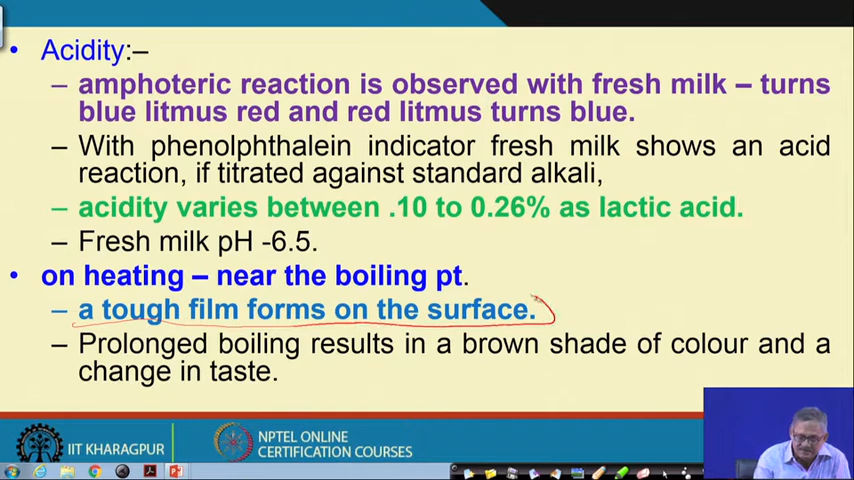 • Acidity:–
– amphoteric reaction is observed with fresh milk – turns
blue litmus red and red litmus turns blue.
– With phenolphthalein indicator fresh milk shows an acid
reaction, if titrated against standard alkali,
– acidity varies between .10 to 0.26% as lactic acid.
– Fresh milk pH -6.5.
• on heating – near the boiling pt.
– a tough film forms on the surface.
– Prolonged boiling results in a brown shade of colour and a
change in taste.
IIT KHARAGPUR
NPTEL ONLINE
CERTIFICATION COURSES